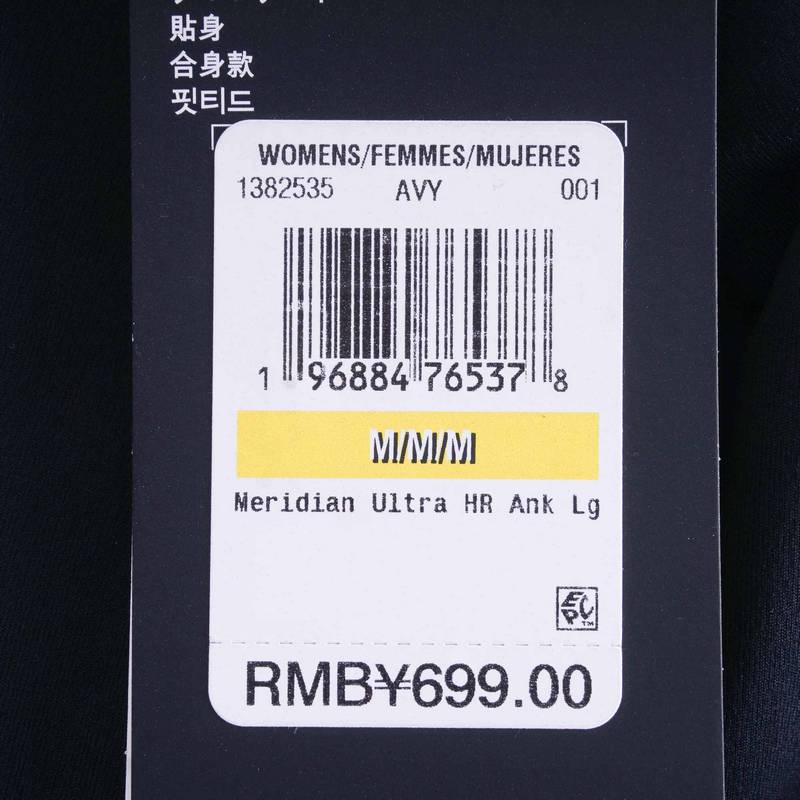 貼身
合身款
핏티드
WOMENS/FEMMES/MUJERES
1382535 AVY 001
1 96884 76537 8
M/M/M
Meridian Ultra HR Ank Lg
EPC™
RMB¥699.00